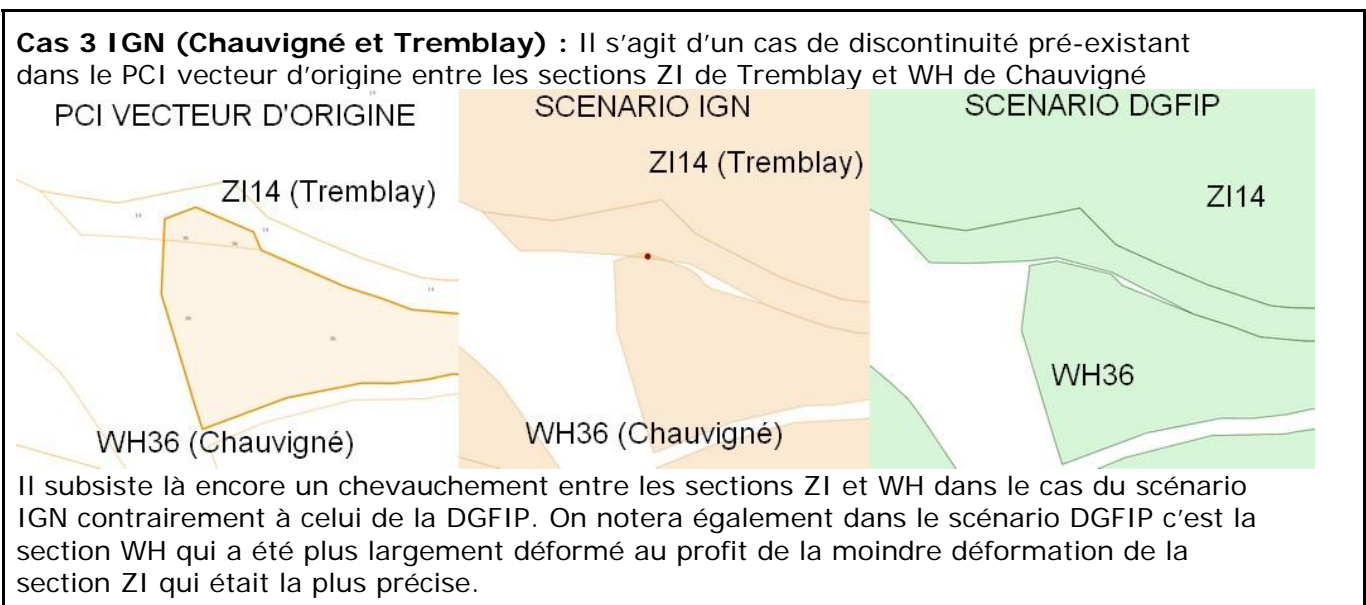 Cas 3 IGN (Chauvigné et Tremblay) : Il s'agit d'un cas de discontinuité pré-existant
dans le PCI vecteur d'origine entre les sections ZI de Tremblay et WH de Chauvigné
PCI VECTEUR D'ORIGINE
SCENARIO IGN
SCENARIO DGFIP
ZI14 (Tremblay)
ZI14 (Tremblay)
ZI14
WH36 (Chauvigné)
WH36 (Chauvigné)
WH36
Il subsiste là encore un chevauchement entre les sections ZI et WH dans le cas du scénario
IGN contrairement à celui de la DGFIP. On notera également dans le scénario DGFIP c'est la
section WH qui a été plus largement déformé au profit de la moindre déformation de la
section ZI qui était la plus précise.